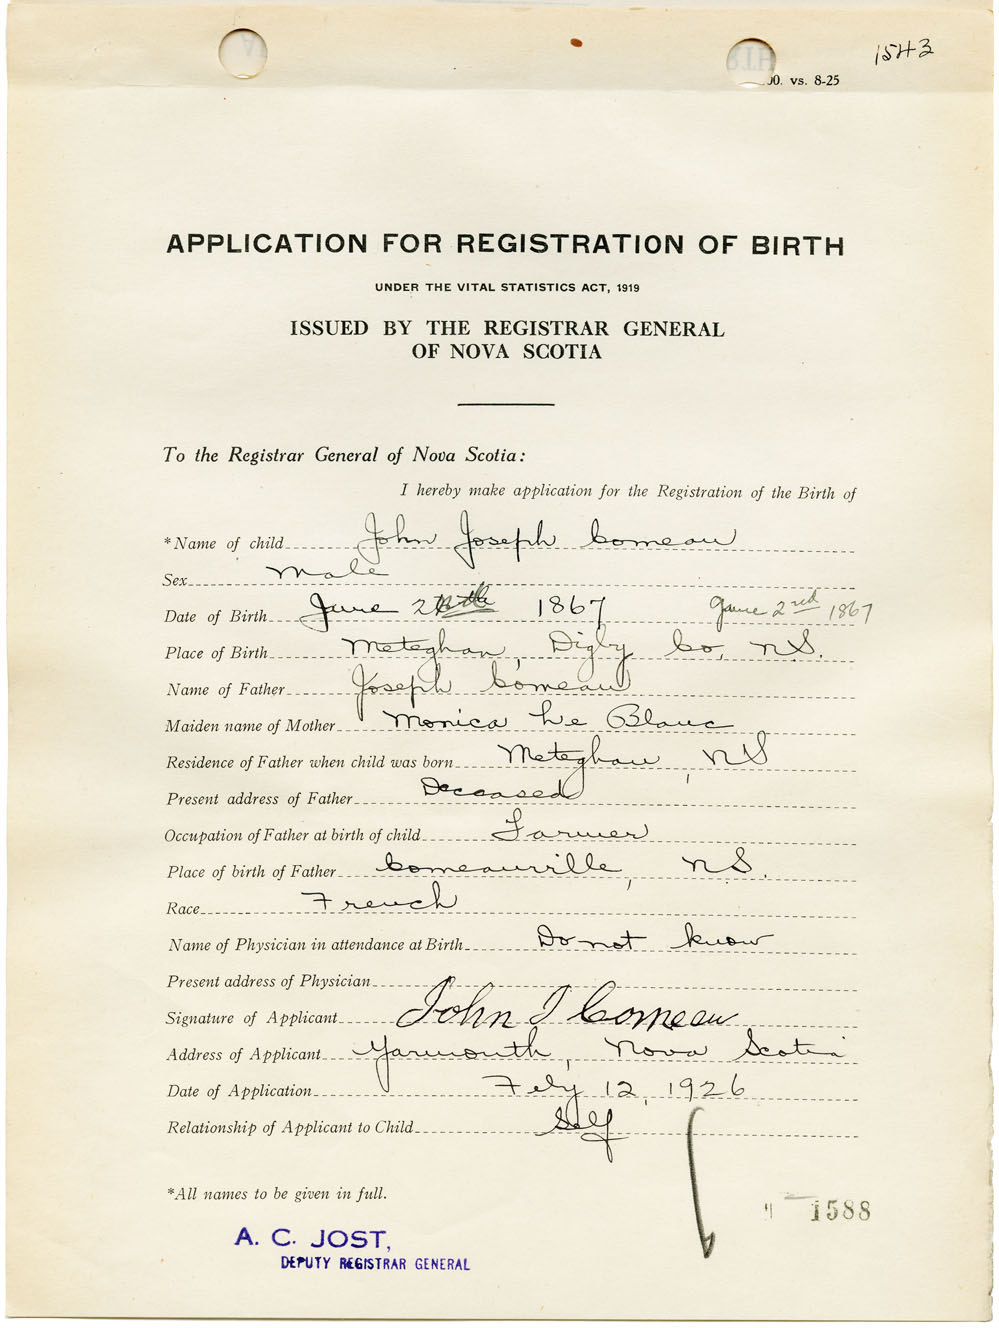 1543
00. vs. 8-25
APPLICATION FOR REGISTRATION OF BIRTH
UNDER THE VITAL STATISTICS ACT, 1919
ISSUED BY THE REGISTRAR GENERAL
OF NOVA SCOTIA
To the Registrar General of Nova Scotia:
I hereby make application for the Registration of the Birth of
*Name of child John Joseph Comeau
Sex Male
Date of Birth June 2 1867 June 2nd 1867
Place of Birth Meteghan, Digby Co, N.S.
Name of Father Joseph Comeau
Maiden name of Mother Monica Le Blanc
Residence of Father when child was born Meteghan, N S
Present address of Father Deceased
Occupation of Father at birth of child Farmer
Place of birth of Father Comeauville, N.S.
Race French
Name of Physician in attendance at Birth Do not know
Present address of Physician
Signature of Applicant John J Comeau
Address of Applicant Yarmouth, Nova Scotia
Date of Application Feby 12, 1926
Relationship of Applicant to Child Self
*All names to be given in full.
1588
A. C. JOST,
DEPUTY REGISTRAR GENERAL